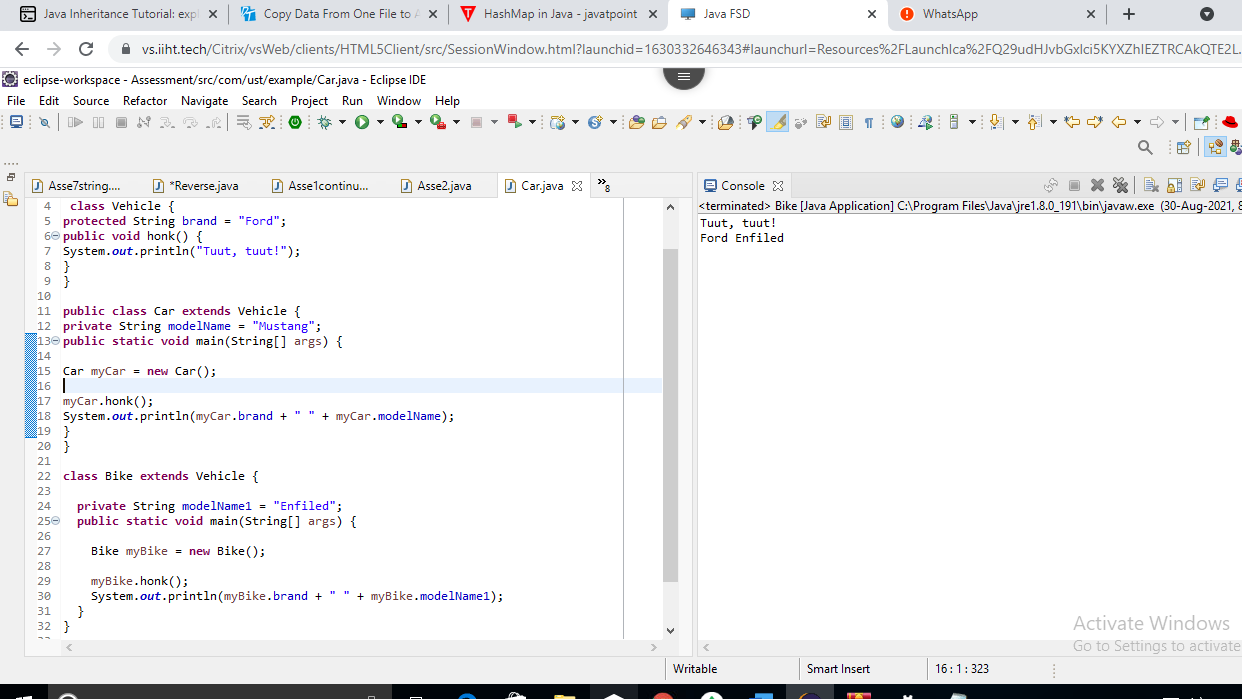 Java Inheritance Tutorial: expl
Copy Data From One File to A
HashMap in Java - javatpoint
Java FSD
WhatsApp
vs.iiht.tech/Citrix/vsWeb/clients/HTML5Client/src/SessionWindow.html?launchid=1630332646343#launchurl=Resources%2FLaunchIca%2FQ29udHJvbGxlci5KYXZhIEZTRCAkQTE2L.
eclipse-workspace - Assessment/src/com/ust/example/Car.java - Eclipse IDE
File Edit Source Refactor Navigate Search Project Run Window Help
Asse7string....
*Reverse.java
Asse1continu...
Asse2.java
Car.java
»8
4 class Vehicle {
5 protected String brand = "Ford";
6 public void honk() {
7 System.out.println("Tuut, tuut!");
8 }
9 }
10
11 public class Car extends Vehicle {
12 private String modelName = "Mustang";
13 public static void main(String[] args) {
14
15 Car myCar = new Car();
16
17 myCar.honk();
18 System.out.println(myCar.brand + " " + myCar.modelName);
19 }
20 }
21
22 class Bike extends Vehicle {
23
24 private String modelName1 = "Enfiled";
25 public static void main(String[] args) {
26
27 Bike myBike = new Bike();
28
29 myBike.honk();
30 System.out.println(myBike.brand + " " + myBike.modelName1);
31 }
32 }
Console
<terminated> Bike [Java Application] C:\Program Files\Java\jre1.8.0_191\bin\javaw.exe (30-Aug-2021, 8
Tuut, tuut!
Ford Enfiled
Activate Windows
Go to Settings to activate
Writable
Smart Insert
16 : 1 : 323